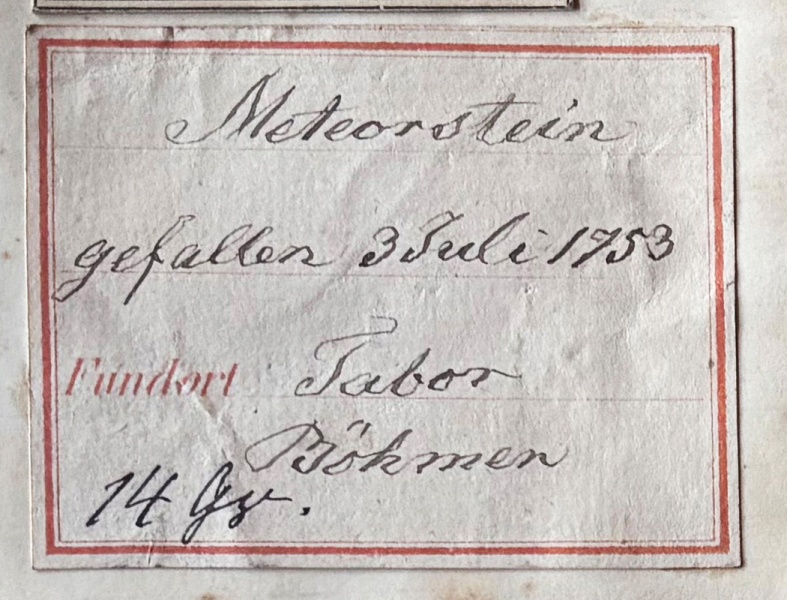 Meteorstein
gefallen 3 Juli 1753
Fundort Tabor
Böhmen
14 Gr.